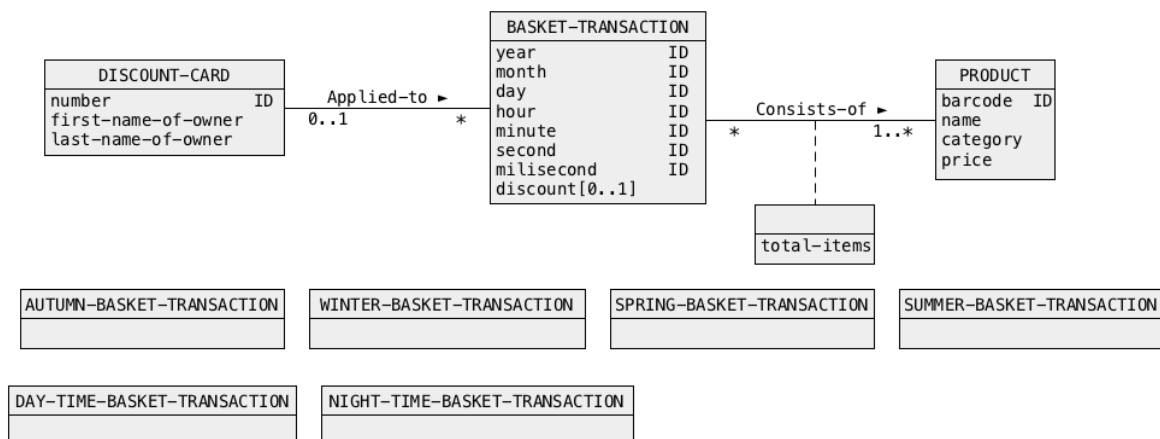 BASKET-TRANSACTION
year ID
month ID
day ID
hour ID
minute ID
second ID
milisecond ID
discount[0..1]
DISCOUNT-CARD
number ID
first-name-of-owner
last-name-of-owner
Applied-to ►
0..1 *
Consists-of ►
* 1..*
PRODUCT
barcode ID
name
category
price
total-items
AUTUMN-BASKET-TRANSACTION
WINTER-BASKET-TRANSACTION
SPRING-BASKET-TRANSACTION
SUMMER-BASKET-TRANSACTION
DAY-TIME-BASKET-TRANSACTION
NIGHT-TIME-BASKET-TRANSACTION